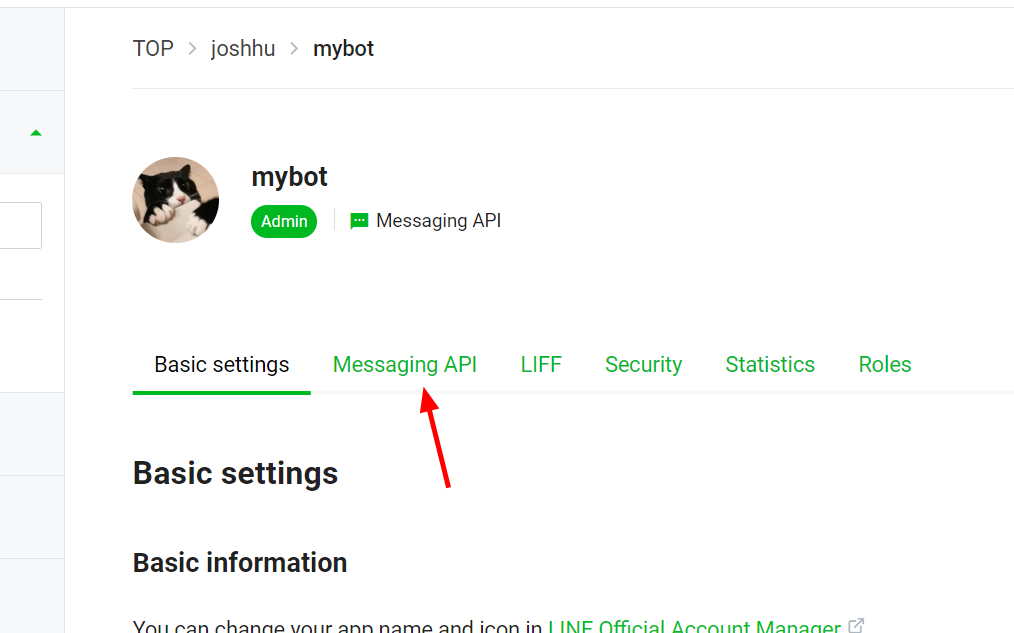 TOP > joshhu > mybot
mybot
Admin
Messaging API
Basic settings Messaging API LIFF Security Statistics Roles
Basic settings
Basic information
You can change your app name and icon in LINE Official Account Manager